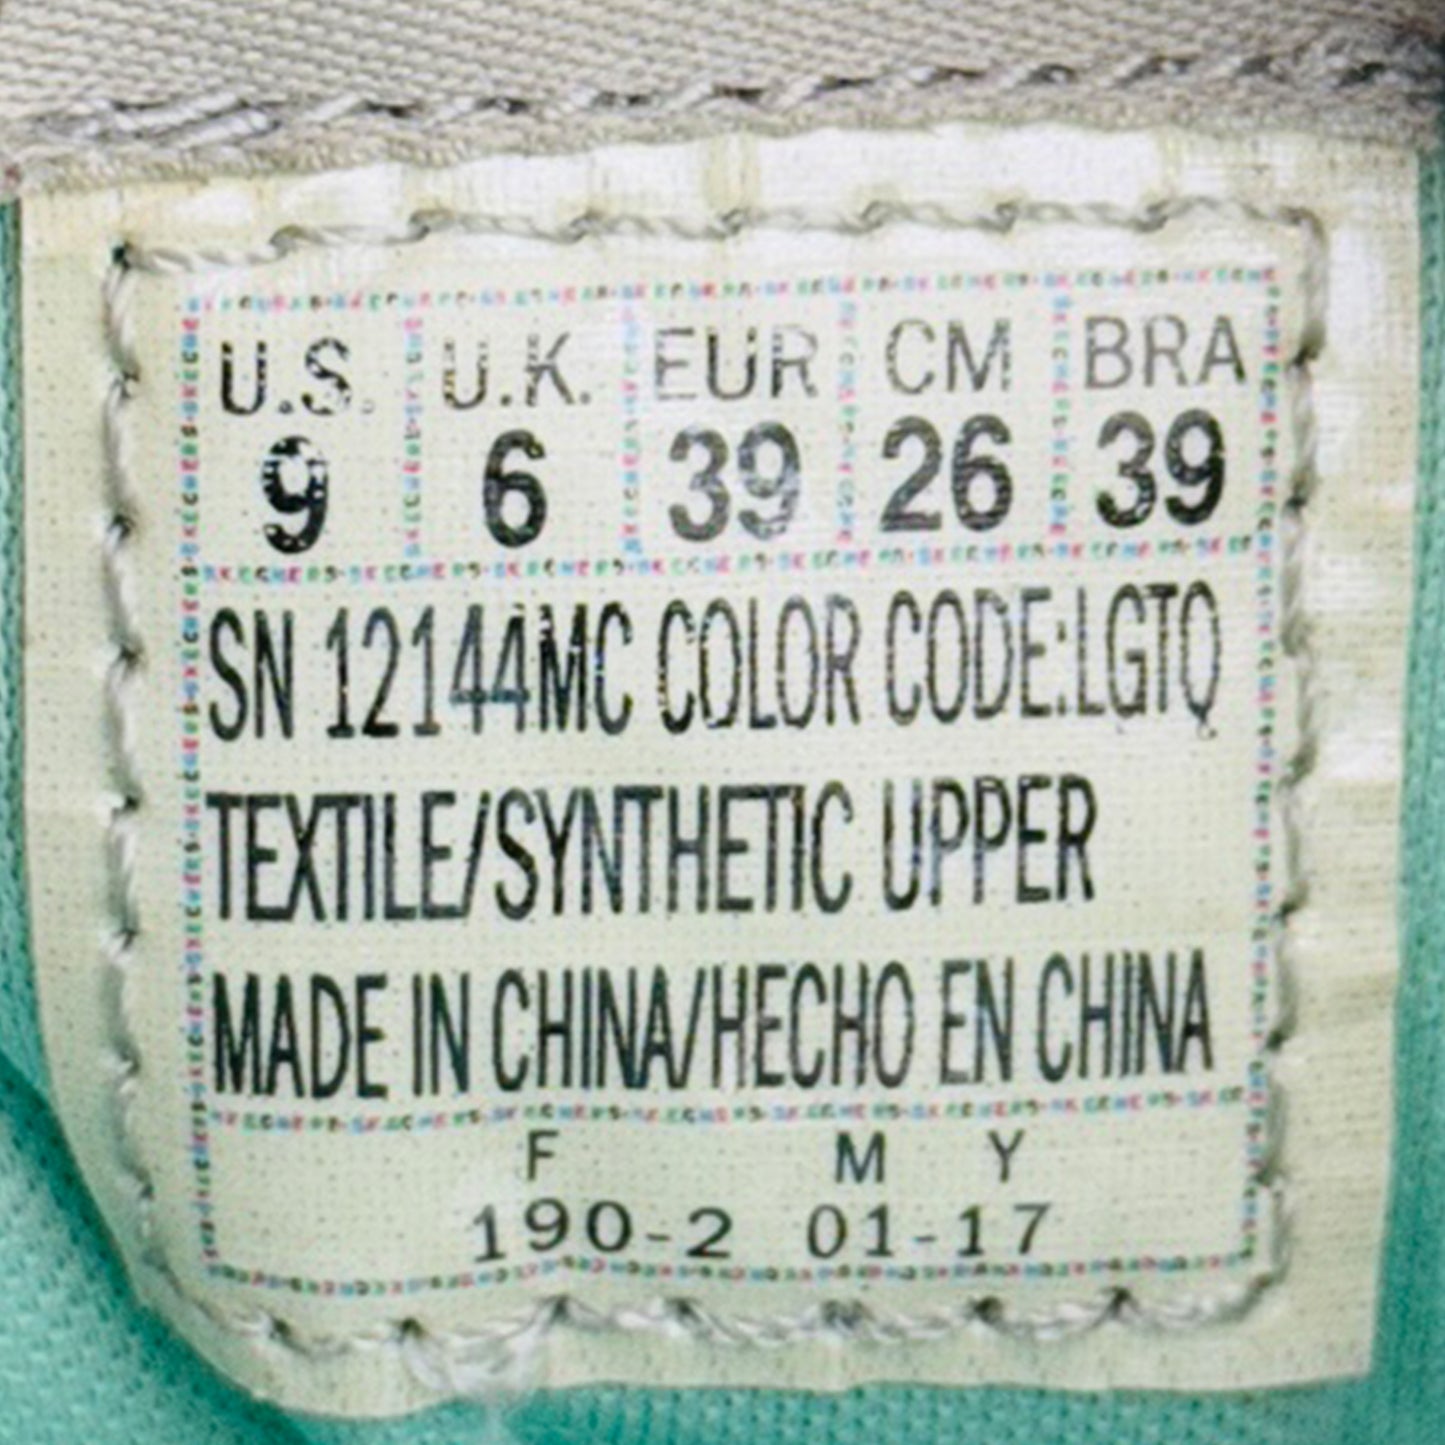 U.S. U.K. EUR CM BRA
9 6 39 26 39
SN 12144MC COLOR CODE:LGTQ
TEXTILE/SYNTHETIC UPPER
MADE IN CHINA/HECHO EN CHINA
F M Y
190-2 01-17